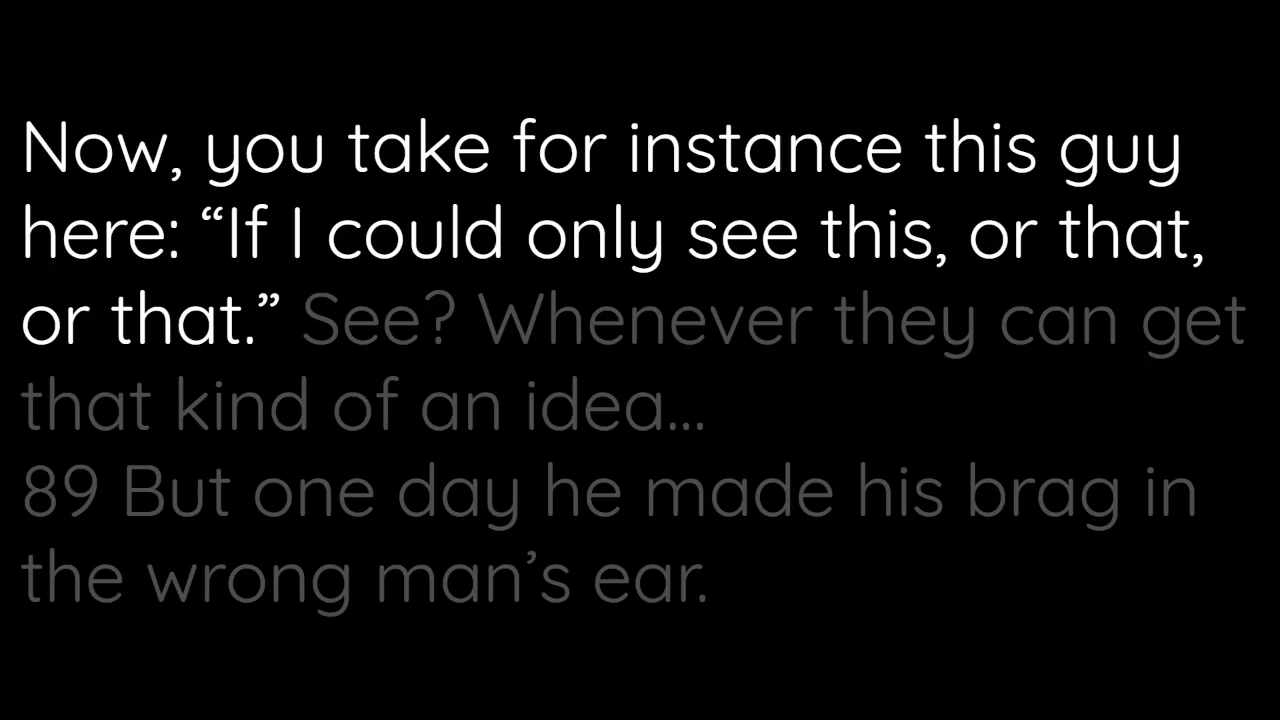 Now, you take for instance this guy
here: “If I could only see this, or that,
or that.” See? Whenever they can get
that kind of an idea...
89 But one day he made his brag in
the wrong man’s ear.